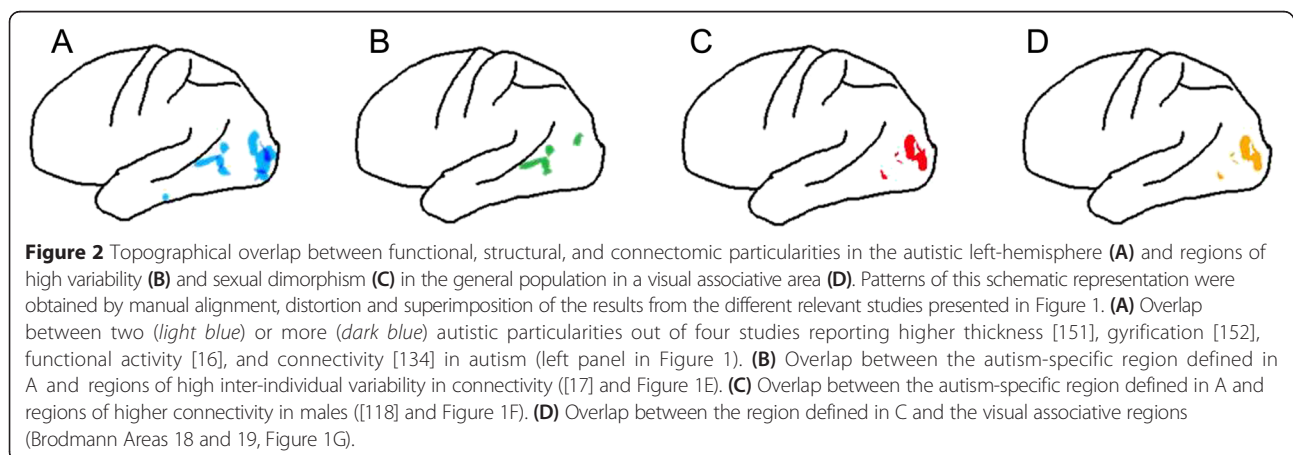 A B C D
Figure 2 Topographical overlap between functional, structural, and connectomic particularities in the autistic left-hemisphere (A) and regions of
high variability (B) and sexual dimorphism (C) in the general population in a visual associative area (D). Patterns of this schematic representation were
obtained by manual alignment, distortion and superimposition of the results from the different relevant studies presented in Figure 1. (A) Overlap
between two (light blue) or more (dark blue) autistic particularities out of four studies reporting higher thickness [151], gyrification [152],
functional activity [16], and connectivity [134] in autism (left panel in Figure 1). (B) Overlap between the autism-specific region defined in
A and regions of high inter-individual variability in connectivity ([17] and Figure 1E). (C) Overlap between the autism-specific region defined in A and
regions of higher connectivity in males ([118] and Figure 1F). (D) Overlap between the region defined in C and the visual associative regions
(Brodmann Areas 18 and 19, Figure 1G).